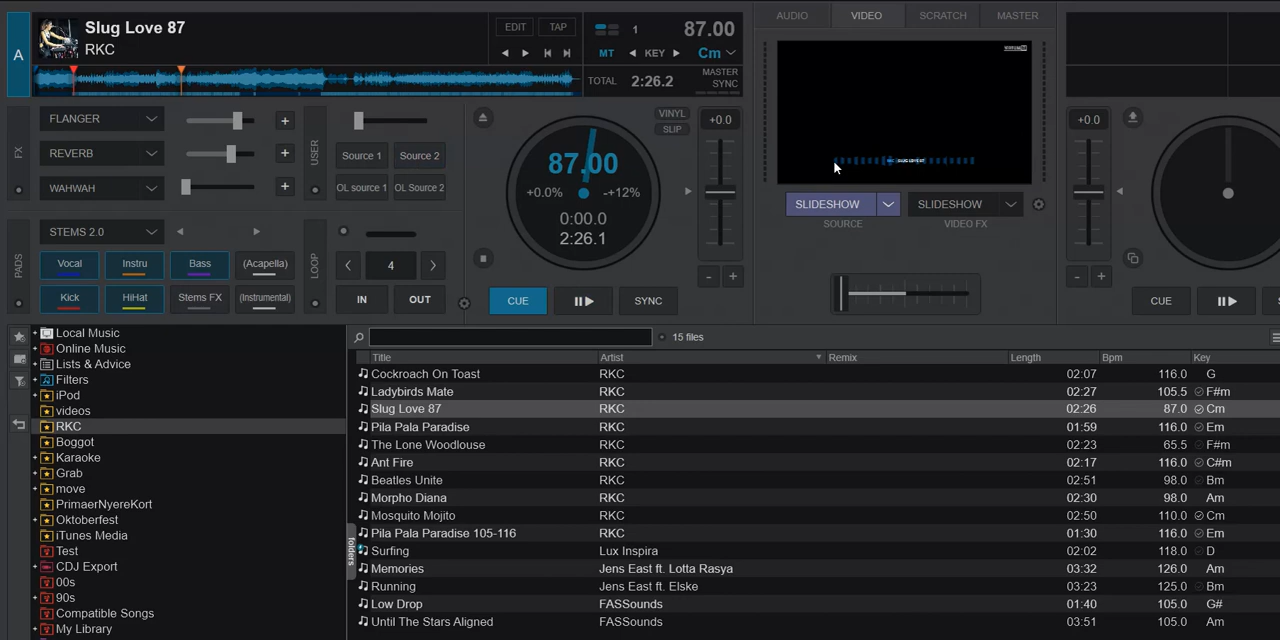 Slug Love 87
RKC
A
EDIT
TAP
1
87.00
MT
KEY
Cm
TOTAL
2:26.2
MASTER
SYNC
AUDIO
VIDEO
SCRATCH
MASTER
FX
FLANGER
REVERB
WAHWAH
USER
Source 1
Source 2
OL source 1
OL Source 2
VINYL
SLIP
87.00
+0.0%
-+12%
0:00.0
2:26.1
+0.0
SLUG LOVE 87
SLIDESHOW
SOURCE
SLIDESHOW
VIDEO FX
+0.0
PADS
STEMS 2.0
Vocal
Instru
Bass
(Acapella)
Kick
HiHat
Stems FX
(Instrumental)
LOOP
4
IN
OUT
CUE
SYNC
-
+
-
+
CUE
Local Music
Online Music
Lists & Advice
Filters
iPod
videos
RKC
Boggot
Karaoke
Grab
move
PrimaerNyereKort
Oktoberfest
iTunes Media
Test
CDJ Export
00s
90s
Compatible Songs
My Library
folders
15 files
Title Artist Remix Length Bpm Key
Cockroach On Toast RKC 02:07 116.0 G
Ladybirds Mate RKC 02:27 105.5 F#m
Slug Love 87 RKC 02:26 87.0 Cm
Pila Pala Paradise RKC 01:59 116.0 Em
The Lone Woodlouse RKC 02:23 65.5 F#m
Ant Fire RKC 02:17 116.0 C#m
Beatles Unite RKC 02:51 98.0 Bm
Morpho Diana RKC 02:30 98.0 Am
Mosquito Mojito RKC 02:50 110.0 Cm
Pila Pala Paradise 105-116 RKC 01:30 116.0 Em
Surfing Lux Inspira 02:02 118.0 D
Memories Jens East ft. Lotta Rasya 03:32 126.0 Am
Running Jens East ft. Elske 03:23 125.0 Bm
Low Drop FASSounds 01:40 105.0 G#
Until The Stars Aligned FASSounds 03:51 105.0 Am